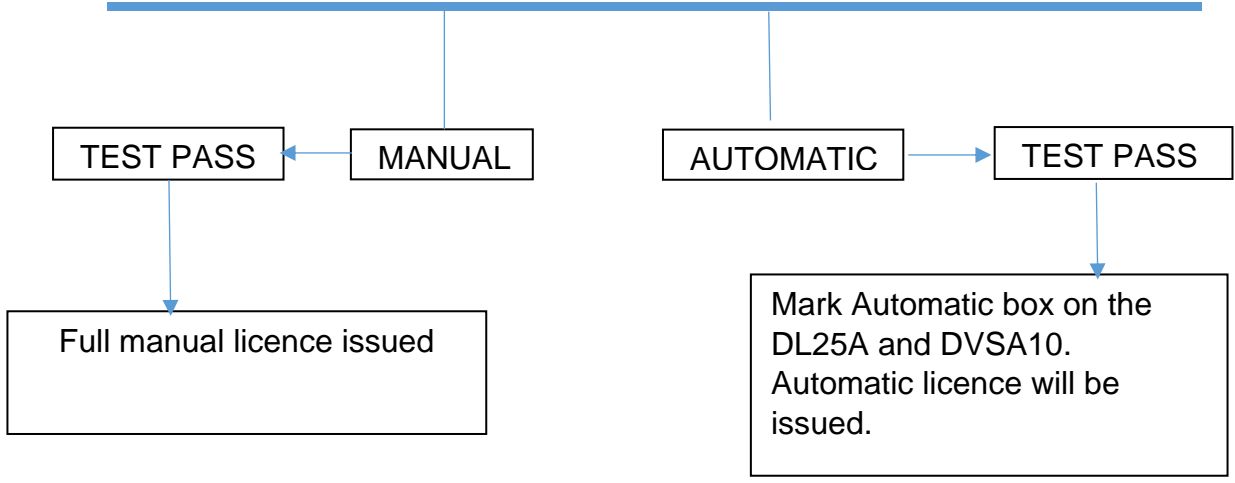 TEST PASS
MANUAL
AUTOMATIC
TEST PASS
Full manual licence issued
Mark Automatic box on the
DL25A and DVSA10.
Automatic licence will be
issued.